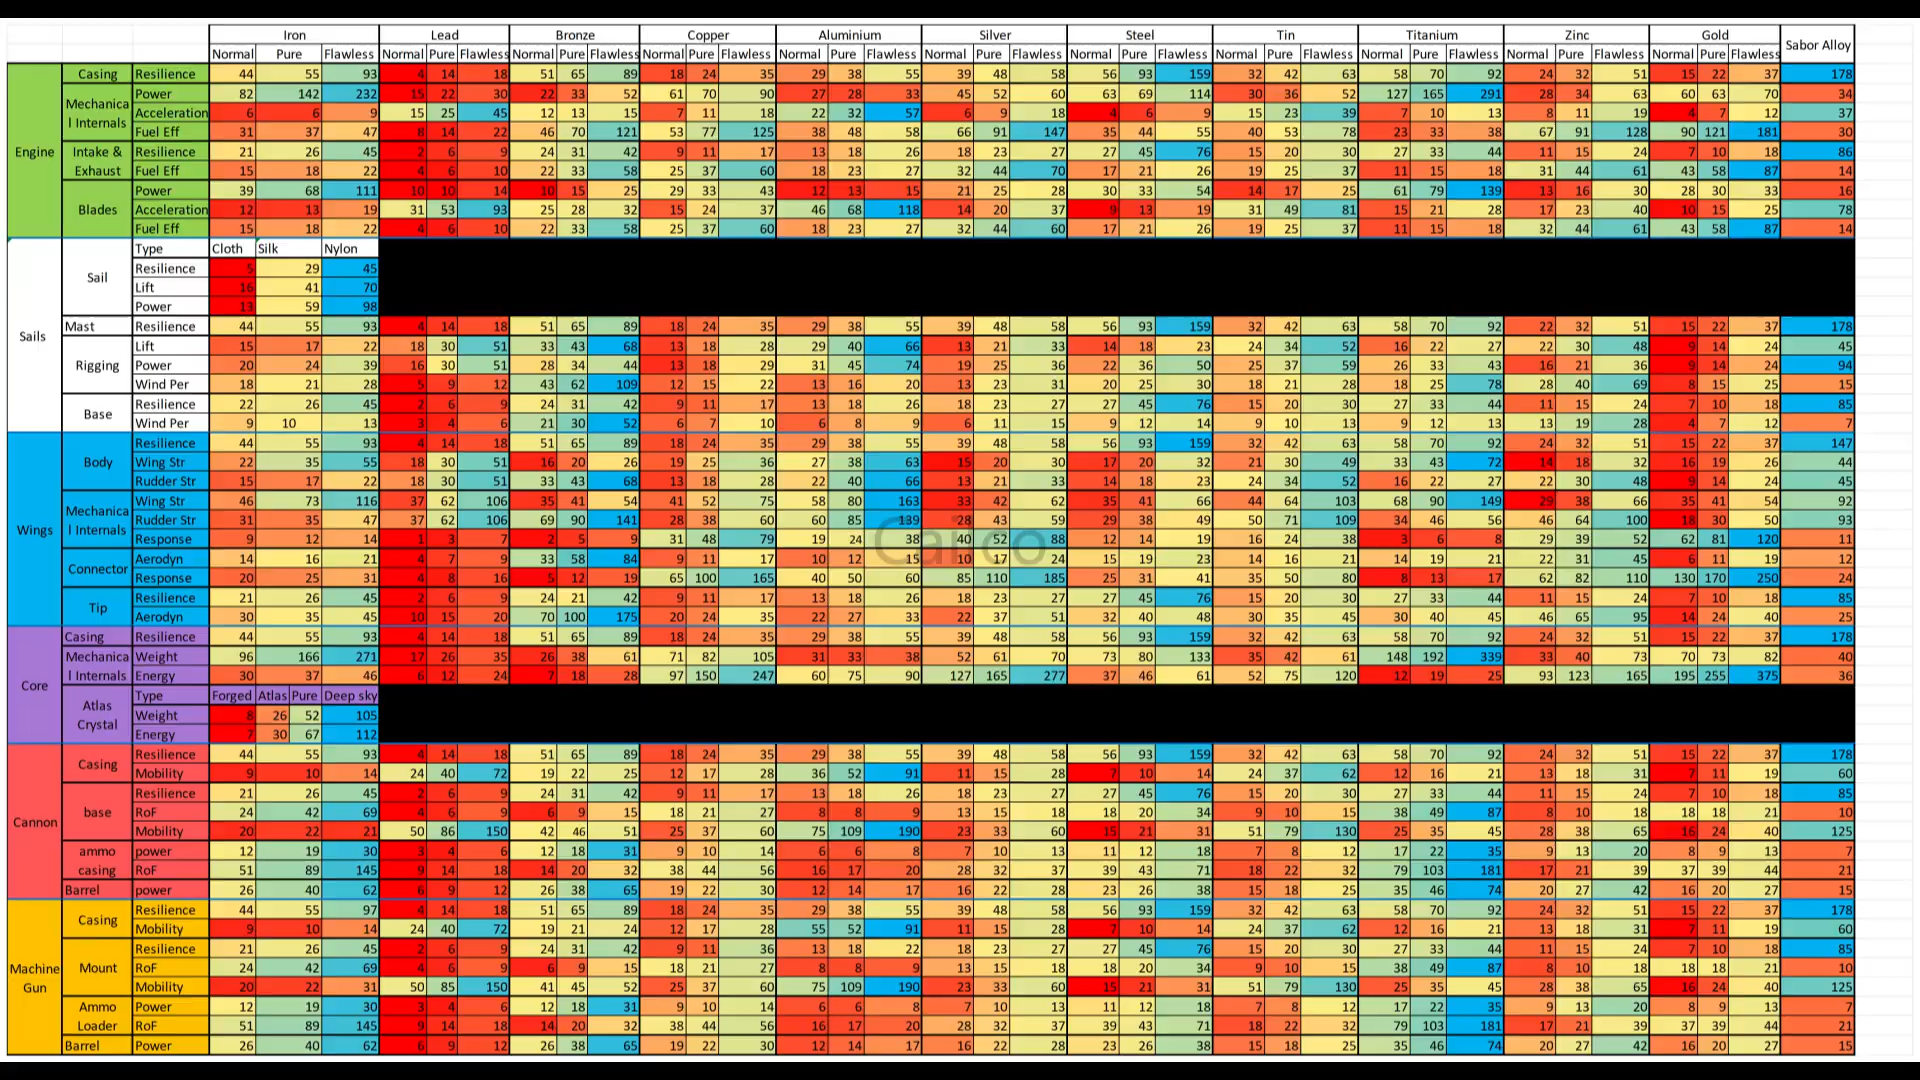 Iron Lead Bronze Copper Aluminium Silver Steel Tin Titanium Zinc Gold Sabor Alloy
Normal Pure Flawless Normal Pure Flawless Normal Pure Flawless Normal Pure Flawless Normal Pure Flawless Normal Pure Flawless Normal Pure Flawless Normal Pure Flawless Normal Pure Flawless Normal Pure Flawless Normal Pure Flawless
Engine Casing Resilience 44 55 93 4 14 18 51 65 89 18 24 35 29 38 55 39 48 58 56 93 159 32 42 63 58 70 92 24 32 51 15 22 37 178
Mechanica l Internals Power 82 142 232 15 22 30 22 33 52 61 70 90 27 28 33 45 52 60 63 69 114 30 36 52 127 165 291 28 34 63 60 63 70 34
Acceleration 6 6 9 15 25 45 12 13 15 7 11 18 22 32 57 6 9 18 4 6 9 15 23 39 7 10 13 8 11 19 4 7 12 37
Fuel Eff 31 37 47 8 14 22 46 70 121 53 77 125 38 48 58 66 91 147 35 44 55 40 53 78 23 33 38 67 91 128 90 121 181 30
Intake & Exhaust Resilience 21 26 45 2 6 9 24 31 42 9 11 17 13 18 26 18 23 27 27 45 76 15 20 30 27 33 44 11 15 24 7 10 18 86
Fuel Eff 15 18 22 4 6 10 22 33 58 25 37 60 18 23 27 32 44 70 17 21 26 19 25 37 11 15 18 31 44 61 43 58 87 14
Blades Power 39 68 111 10 10 14 10 15 25 29 33 43 12 13 15 21 25 28 30 33 54 14 17 25 61 79 139 13 16 30 28 30 33 16
Acceleration 12 13 19 31 53 93 25 28 32 15 24 37 46 68 118 14 20 37 9 13 19 31 49 81 15 21 28 17 23 40 10 15 25 78
Fuel Eff 15 18 22 4 6 10 22 33 58 25 37 60 18 23 27 32 44 60 17 21 26 19 25 37 11 15 18 32 44 61 43 58 87 14
Sails Sail Type Cloth Silk Nylon
Resilience 5 29 45
Lift 16 41 70
Power 13 59 98
Mast Resilience 44 55 93 4 14 18 51 65 89 18 24 35 29 38 55 39 48 58 56 93 159 32 42 63 58 70 92 22 32 51 15 22 37 178
Rigging Lift 15 17 22 18 30 51 33 43 68 13 18 28 29 40 66 13 21 33 14 18 23 24 34 52 16 22 27 22 30 48 9 14 24 45
Power 20 24 39 16 30 51 28 34 44 13 18 29 31 45 74 19 25 36 22 36 50 25 37 59 26 33 43 16 21 36 9 14 24 94
Wind Per 18 21 28 5 9 12 43 62 109 12 15 22 13 16 20 13 23 31 20 25 30 18 21 28 18 25 78 28 40 69 8 15 25 15
Base Resilience 22 26 45 2 6 9 24 31 42 9 11 17 13 18 26 18 23 27 27 45 76 15 20 30 27 33 44 11 15 24 7 10 18 85
Wind Per 9 10 13 3 4 6 21 30 52 6 7 10 6 8 9 6 11 15 9 12 14 9 10 13 9 12 13 13 19 28 4 7 12 7
Wings Body Resilience 44 55 93 4 14 18 51 65 89 18 24 35 29 38 55 39 48 58 56 93 159 32 42 63 58 70 92 24 32 51 15 22 37 147
Wing Str 22 35 55 18 30 51 16 20 26 19 25 36 27 38 63 15 20 30 17 20 32 21 30 49 33 43 72 14 18 32 16 19 26 44
Rudder Str 15 17 22 18 30 51 33 43 68 13 18 28 22 40 66 13 21 33 14 18 23 24 34 52 16 22 27 22 30 48 9 14 24 45
Mechanica l Internals Wing Str 46 73 116 37 62 106 35 41 54 41 52 75 58 80 163 33 42 62 35 41 66 44 64 103 68 90 149 29 38 66 35 41 54 92
Rudder Str 31 35 47 37 62 106 69 90 141 28 38 60 60 85 139 28 43 59 29 38 49 50 71 109 34 46 56 46 64 100 18 30 50 93
Response 9 12 14 1 3 7 2 5 9 31 48 79 19 24 38 40 52 88 12 14 19 16 24 38 3 6 8 29 39 52 62 81 120 11
Connector Aerodyn 14 16 21 4 7 9 33 58 84 9 11 17 10 12 15 10 17 24 15 19 23 14 16 21 14 19 21 22 31 45 6 11 19 12
Response 20 25 31 4 8 16 5 12 19 65 100 165 40 50 60 85 110 185 25 31 41 35 50 80 8 13 17 62 82 110 130 170 250 24
Tip Resilience 21 26 45 2 6 9 24 21 42 9 11 17 13 18 26 18 23 27 27 45 76 15 20 30 27 33 44 11 15 24 7 10 18 85
Aerodyn 30 35 45 10 15 20 70 100 175 20 24 35 22 27 33 22 37 51 32 40 48 30 35 45 30 40 45 46 65 95 14 24 40 25
Core Casing Resilience 44 55 93 4 14 18 51 65 89 18 24 35 29 38 55 39 48 58 56 93 159 32 42 63 58 70 92 24 32 51 15 22 37 178
Mechanica l Internals Weight 96 166 271 17 26 35 26 38 61 71 82 105 31 33 38 52 61 70 73 80 133 35 42 61 148 192 339 33 40 73 70 73 82 40
Energy 30 37 46 6 12 24 7 18 28 97 150 247 60 75 90 127 165 277 37 46 61 52 75 120 12 19 25 93 123 165 195 255 375 36
Atlas Crystal Type Forged Atlas Pure Deep sky
Weight 8 26 52 105
Energy 7 30 67 112
Cannon Casing Resilience 44 55 93 4 14 18 51 65 89 18 24 35 29 38 55 39 48 58 56 93 159 32 42 63 58 70 92 24 32 51 15 22 37 178
Mobility 9 10 14 24 40 72 19 22 25 12 17 28 36 52 91 11 15 28 7 10 14 24 37 62 12 16 21 13 18 31 7 11 19 60
base Resilience 21 26 45 2 6 9 24 31 42 9 11 17 13 18 26 18 23 27 27 45 76 15 20 30 27 33 44 11 15 24 7 10 18 85
RoF 24 42 69 4 6 9 6 9 15 18 21 27 8 8 9 13 15 18 18 20 34 9 10 15 38 49 87 8 10 18 18 18 21 10
Mobility 20 22 21 50 86 150 42 46 51 25 37 60 75 109 190 23 33 60 15 21 31 51 79 130 25 35 45 28 38 65 16 24 40 125
ammo casing power 12 19 30 3 4 6 12 18 31 9 10 14 6 6 8 7 10 13 11 12 18 7 8 12 17 22 35 9 13 20 8 9 13 7
RoF 51 89 145 9 14 18 14 20 32 38 44 56 16 17 20 28 32 37 39 43 71 18 22 32 79 103 181 17 21 39 37 39 44 21
Barrel power 26 40 62 6 9 12 26 38 65 19 22 30 12 14 17 16 22 28 23 26 38 15 18 25 35 46 74 20 27 42 16 20 27 15
Machine Gun Casing Resilience 44 55 97 4 14 18 51 65 89 18 24 35 29 38 55 39 48 58 56 93 159 32 42 63 58 70 92 24 32 51 15 22 37 178
Mobility 9 10 14 24 40 72 19 21 24 12 17 28 55 52 91 11 15 28 7 10 14 24 37 62 12 16 21 13 18 31 7 11 19 60
Mount Resilience 21 26 45 2 6 9 24 31 42 9 11 36 13 18 22 18 23 27 27 45 76 15 20 30 27 33 44 11 15 24 7 10 18 85
RoF 24 42 69 4 6 9 6 9 15 18 21 27 8 8 9 13 15 18 18 20 34 9 10 15 38 49 87 8 10 18 18 18 21 10
Mobility 20 22 31 50 85 150 41 45 52 25 37 60 75 109 190 23 33 60 15 21 31 51 79 130 25 35 45 28 38 65 16 24 40 125
Ammo Loader Power 12 19 30 3 4 6 12 18 31 9 10 14 6 6 8 7 10 13 11 12 18 7 8 12 17 22 35 9 13 20 8 9 13 7
RoF 51 89 145 9 14 18 14 20 32 38 44 56 16 17 20 28 32 37 39 43 71 18 22 32 79 103 181 17 21 39 37 39 44 21
Barrel Power 26 40 62 6 9 12 26 38 65 19 22 30 12 14 17 16 22 28 23 26 38 15 18 25 35 46 74 20 27 42 16 20 27 15